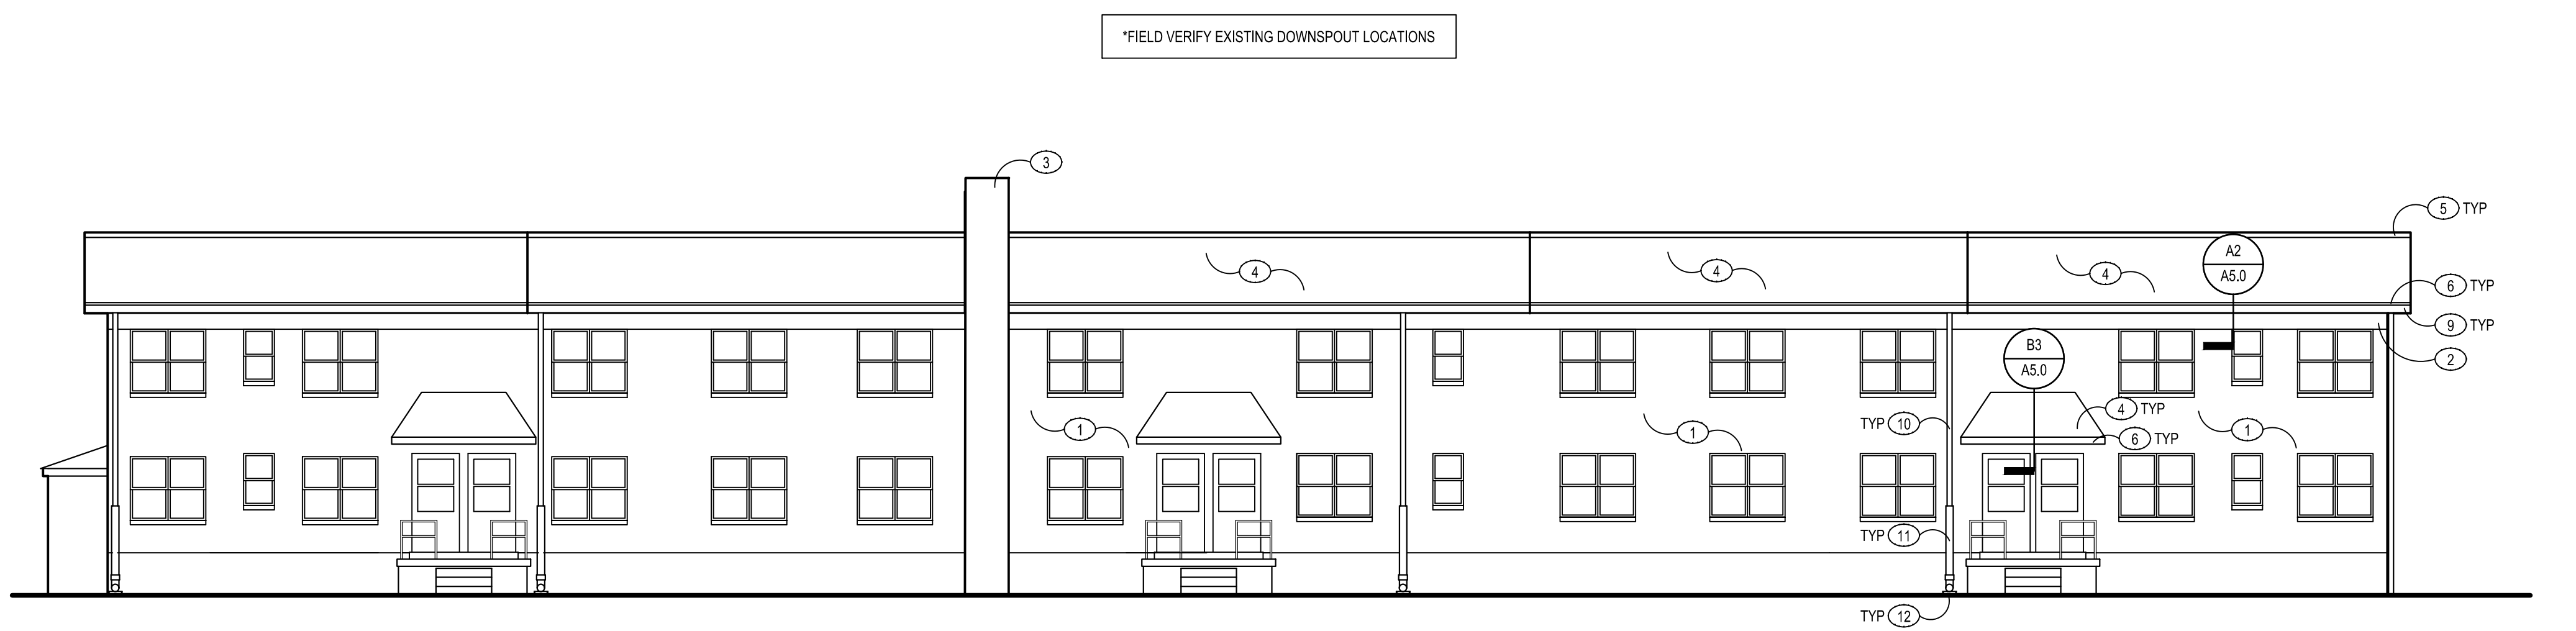 *FIELD VERIFY EXISTING DOWNSPOUT LOCATIONS
3
5 TYP
A2
A5.0
4
4
4
6 TYP
9 TYP
2
B3
A5.0
4 TYP
TYP 10
1
1
1
6 TYP
TYP 11
TYP 12